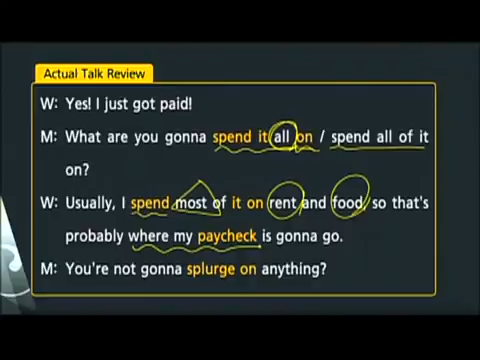 Actual Talk Review
W: Yes! I just got paid!
M: What are you gonna spend it all on / spend all of it
on?
W: Usually, I spend most of it on rent and food, so that's
probably where my paycheck is gonna go.
M: You're not gonna splurge on anything?